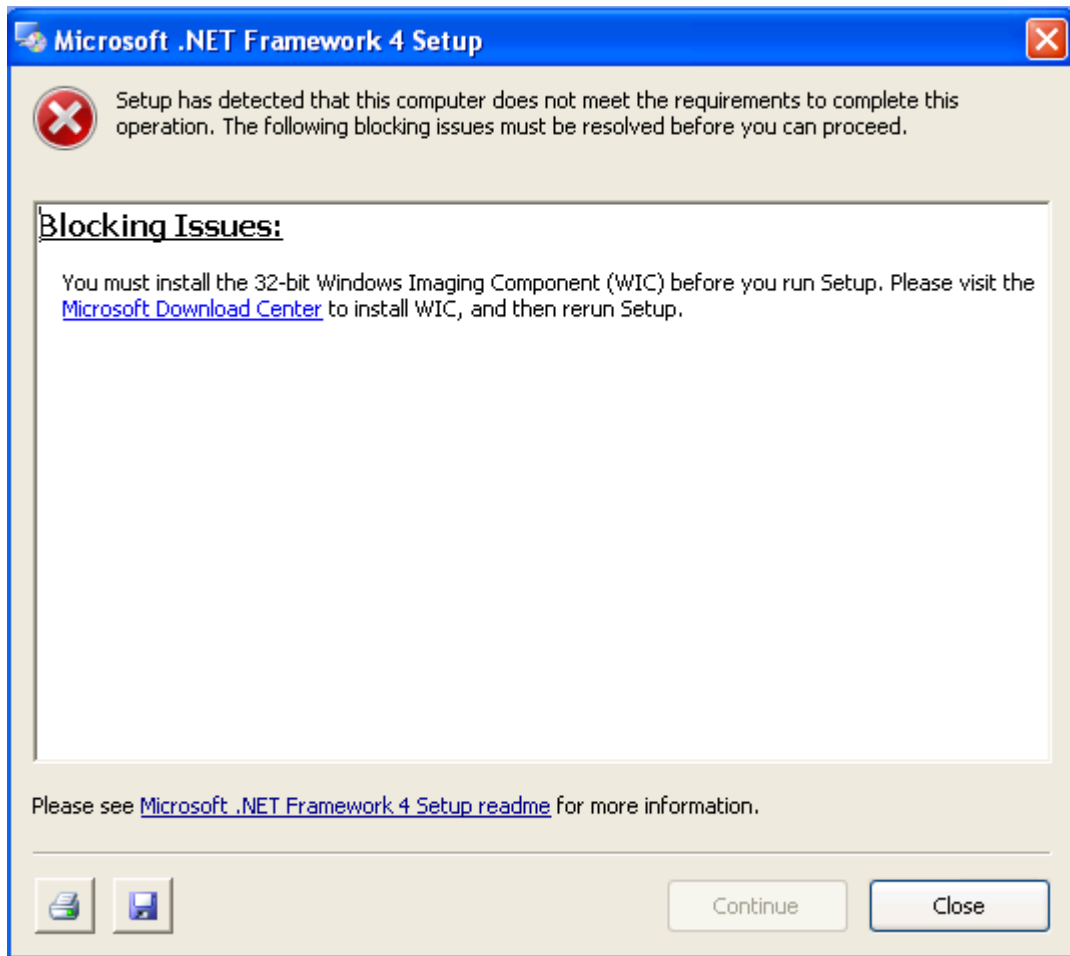 Microsoft .NET Framework 4 Setup
Setup has detected that this computer does not meet the requirements to complete this
operation. The following blocking issues must be resolved before you can proceed.
Blocking Issues:
You must install the 32-bit Windows Imaging Component (WIC) before you run Setup. Please visit the
Microsoft Download Center to install WIC, and then rerun Setup.
Please see Microsoft .NET Framework 4 Setup readme for more information.
Continue
Close